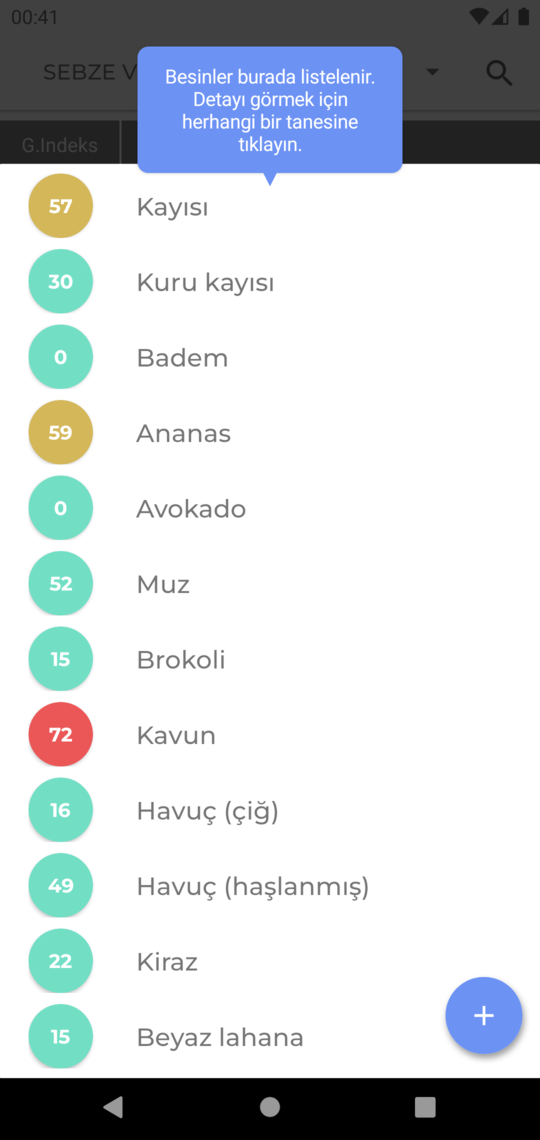 00:41
SEBZE V
Besinler burada listelenir.
Detayı görmek için
herhangi bir tanesine
tıklayın.
G.Indeks
57 Kayısı
30 Kuru kayısı
0 Badem
59 Ananas
0 Avokado
52 Muz
15 Brokoli
72 Kavun
16 Havuç (çiğ)
49 Havuç (haşlanmış)
22 Kiraz
15 Beyaz lahana
+